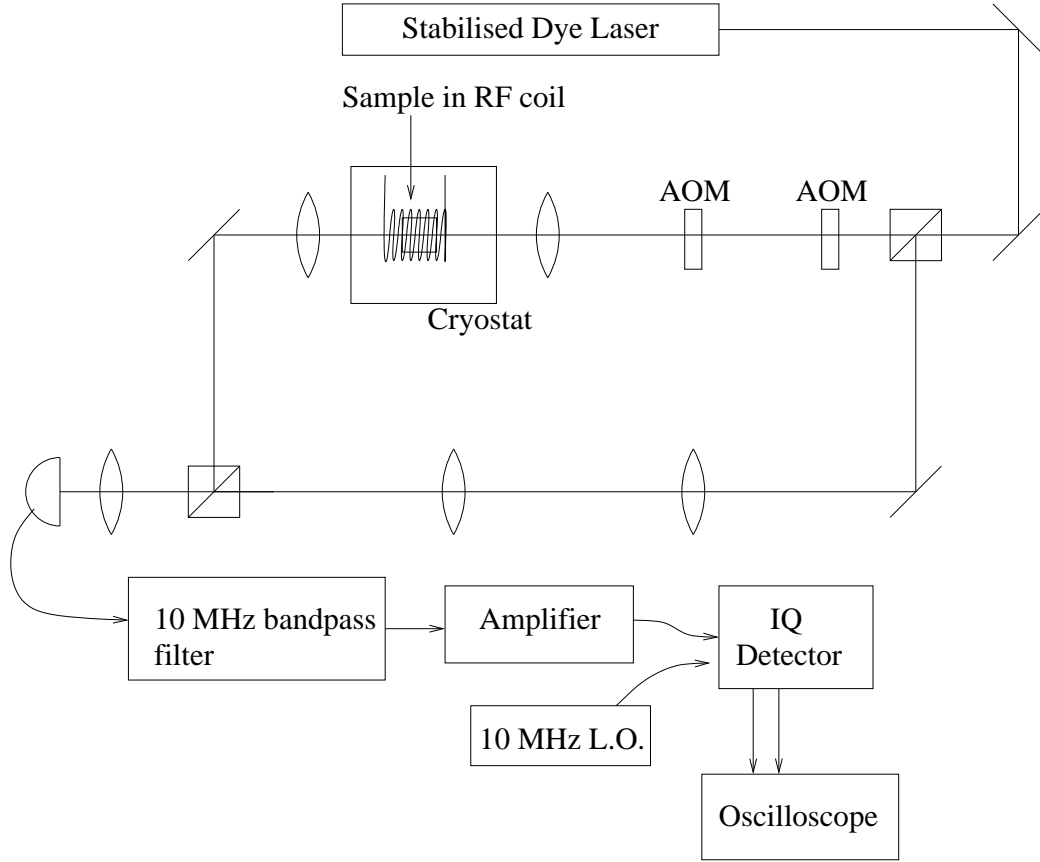 Stabilised Dye Laser
Sample in RF coil
AOM
AOM
Cryostat
10 MHz bandpass
filter
Amplifier
IQ
Detector
10 MHz L.O.
Oscilloscope